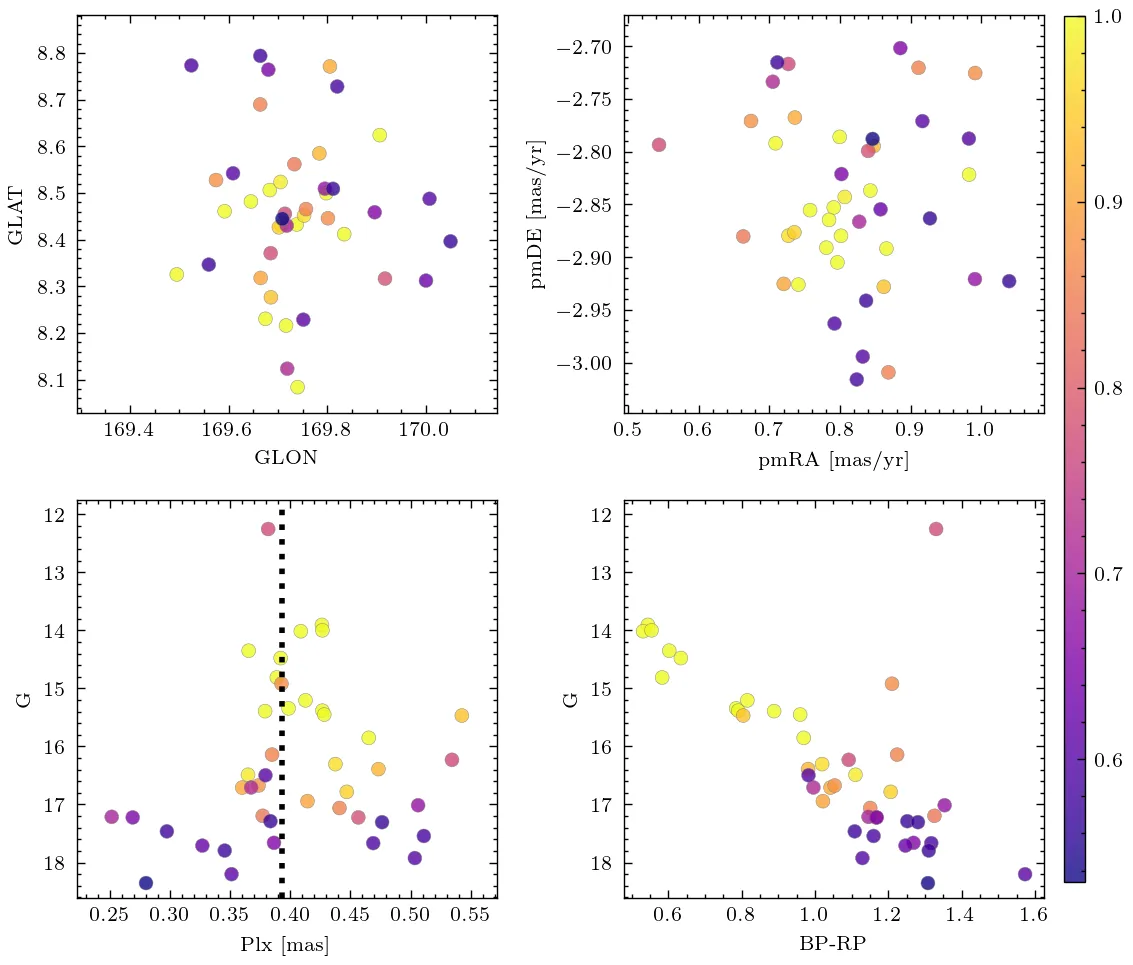 8.8
8.7
8.6
8.5
8.4
8.3
8.2
8.1
GLAT
169.4 169.6 169.8 170.0
GLON
−2.70
−2.75
−2.80
−2.85
−2.90
−2.95
−3.00
pmDE [mas/yr]
0.5 0.6 0.7 0.8 0.9 1.0
pmRA [mas/yr]
12
13
14
15
16
17
18
G
0.25 0.30 0.35 0.40 0.45 0.50 0.55
Plx [mas]
12
13
14
15
16
17
18
G
0.6 0.8 1.0 1.2 1.4 1.6
BP-RP
1.0
0.9
0.8
0.7
0.6